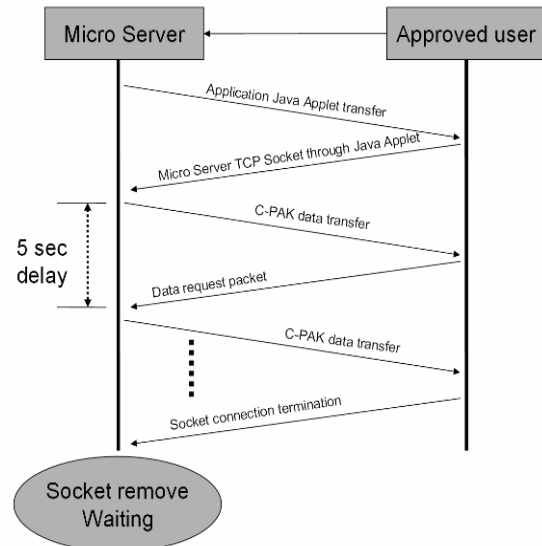 Micro Server
Approved user
Application Java Applet transfer
Micro Server TCP Socket through Java Applet
C-PAK data transfer
5 sec
delay
Data request packet
C-PAK data transfer
Socket connection termination
Socket remove
Waiting